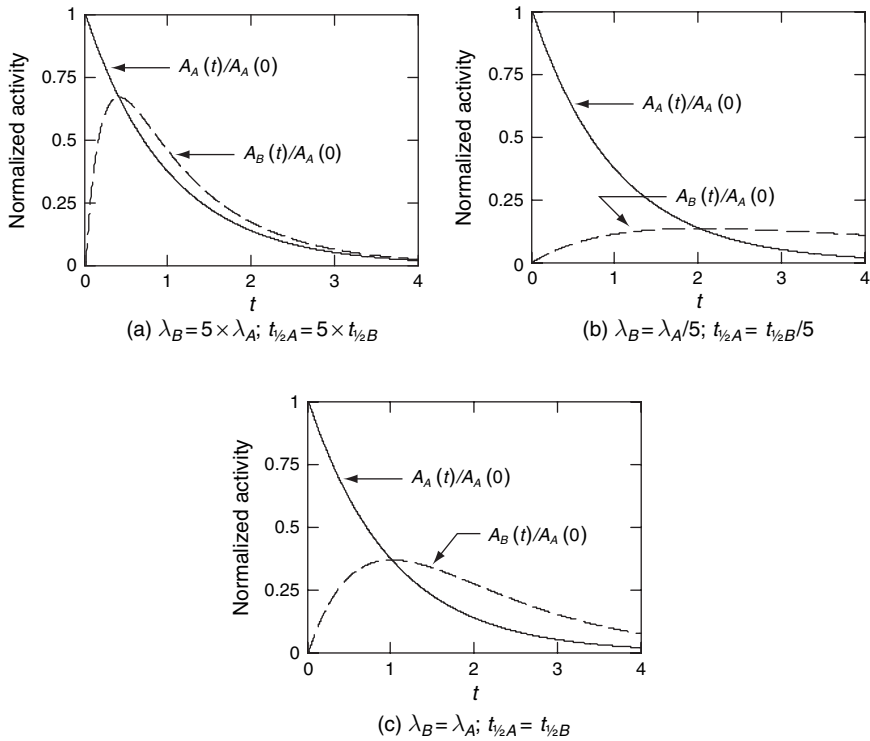 1
0.75
0.5
0.25
0
Normalized activity
A_A(t)/A_A(0)
A_B(t)/A_A(0)
0 1 2 3 4
t
(a) λ_B = 5 × λ_A; t_½A = 5 × t_½B
1
0.75
0.5
0.25
0
Normalized activity
A_A(t)/A_A(0)
A_B(t)/A_A(0)
0 1 2 3 4
t
(b) λ_B = λ_A/5; t_½A = t_½B/5
1
0.75
0.5
0.25
0
Normalized activity
A_A(t)/A_A(0)
A_B(t)/A_A(0)
0 1 2 3 4
t
(c) λ_B = λ_A; t_½A = t_½B